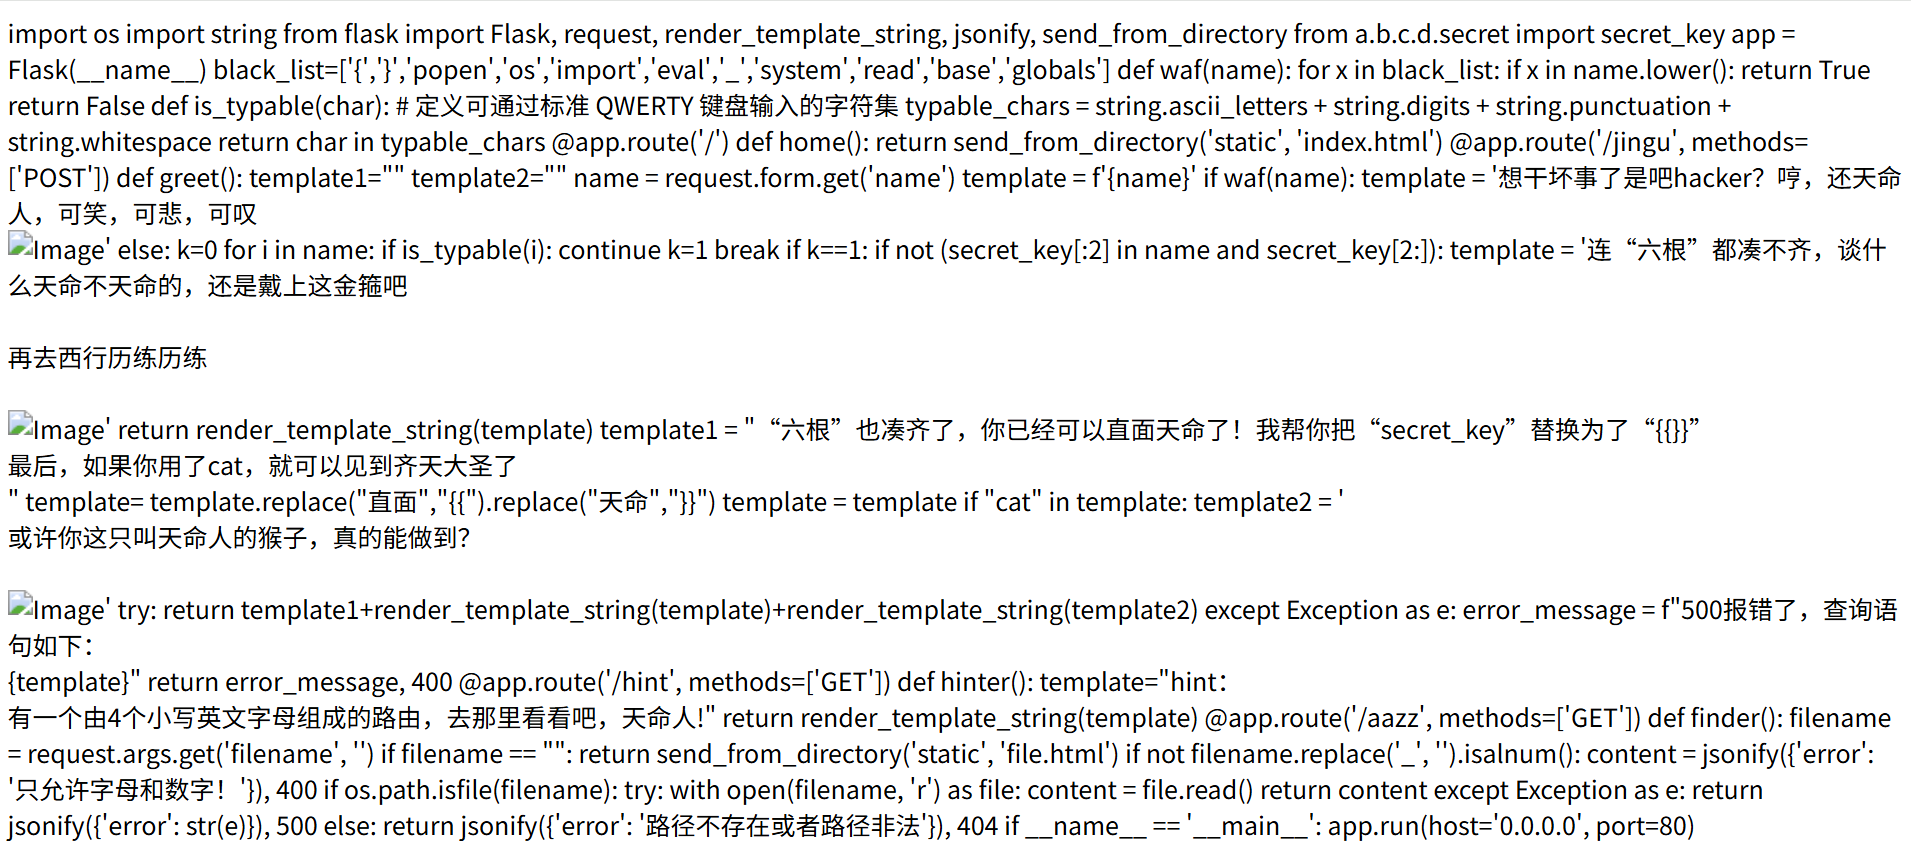 import os import string from flask import Flask, request, render_template_string, jsonify, send_from_directory from a.b.c.d.secret import secret_key app =
Flask(__name__) black_list=['{','}','popen','os','import','eval','_','system','read','base','globals'] def waf(name): for x in black_list: if x in name.lower(): return True
return False def is_typable(char): # 定义可通过标准 QWERTY 键盘输入的字符集 typable_chars = string.ascii_letters + string.digits + string.punctuation +
string.whitespace return char in typable_chars @app.route('/') def home(): return send_from_directory('static', 'index.html') @app.route('/jingu', methods=
['POST']) def greet(): template1="" template2="" name = request.form.get('name') template = f'{name}' if waf(name): template = '想干坏事了是吧hacker？哼，还天命
人，可笑，可悲，可叹
Image' else: k=0 for i in name: if is_typable(i): continue k=1 break if k==1: if not (secret_key[:2] in name and secret_key[2:]): template = '连“六根”都凑不齐，谈什
么天命不天命的，还是戴上这金箍吧
再去西行历练历练
Image' return render_template_string(template) template1 = "“六根”也凑齐了，你已经可以直面天命了！我帮你把“secret_key”替换为了“{{}}”
最后，如果你用了cat，就可以见到齐天大圣了
" template= template.replace("直面","{{").replace("天命","}}") template = template if "cat" in template: template2 = '
或许你这只叫天命人的猴子，真的能做到？
Image' try: return template1+render_template_string(template)+render_template_string(template2) except Exception as e: error_message = f"500报错了，查询语
句如下：
{template}" return error_message, 400 @app.route('/hint', methods=['GET']) def hinter(): template="hint：
有一个由4个小写英文字母组成的路由，去那里看看吧，天命人!" return render_template_string(template) @app.route('/aazz', methods=['GET']) def finder(): filename
= request.args.get('filename', '') if filename == "": return send_from_directory('static', 'file.html') if not filename.replace('_', '').isalnum(): content = jsonify({'error':
'只允许字母和数字！'}), 400 if os.path.isfile(filename): try: with open(filename, 'r') as file: content = file.read() return content except Exception as e: return
jsonify({'error': str(e)}), 500 else: return jsonify({'error': '路径不存在或者路径非法'}), 404 if __name__ == '__main__': app.run(host='0.0.0.0', port=80)